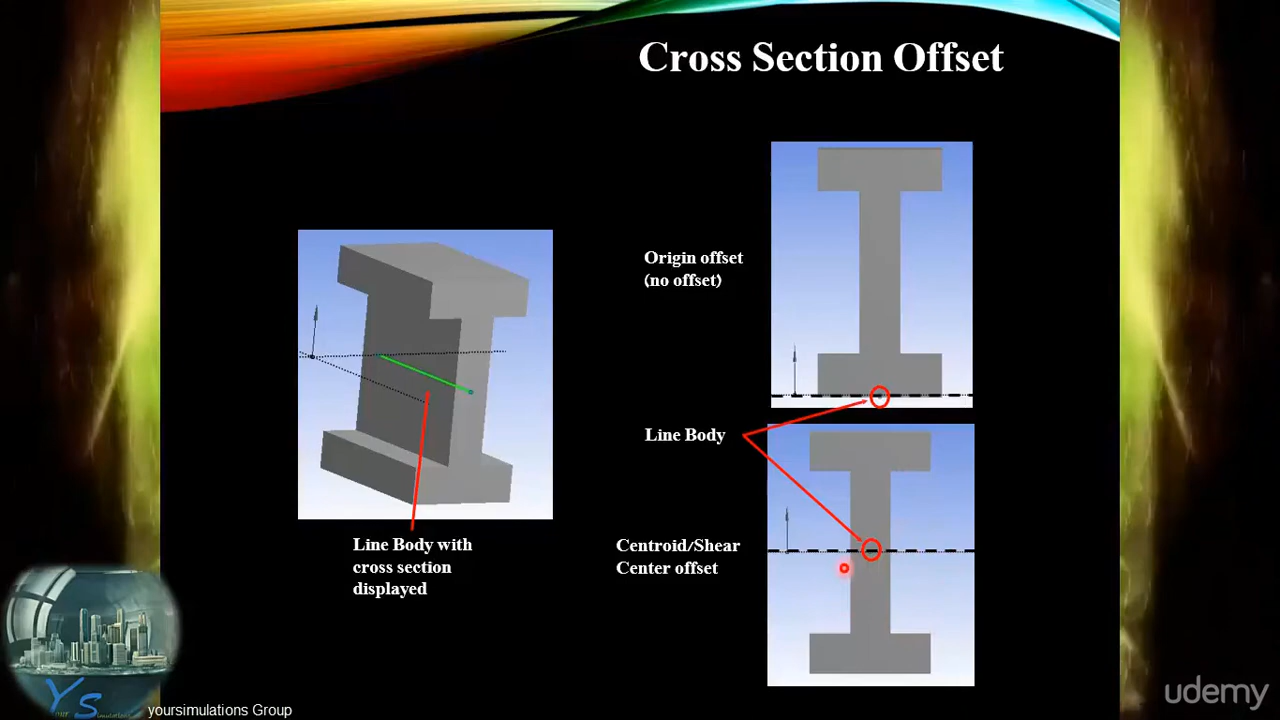 Cross Section Offset
Origin offset
(no offset)
Line Body
Line Body with
cross section
displayed
Centroid/Shear
Center offset
YS
yoursimulations Group
udemy